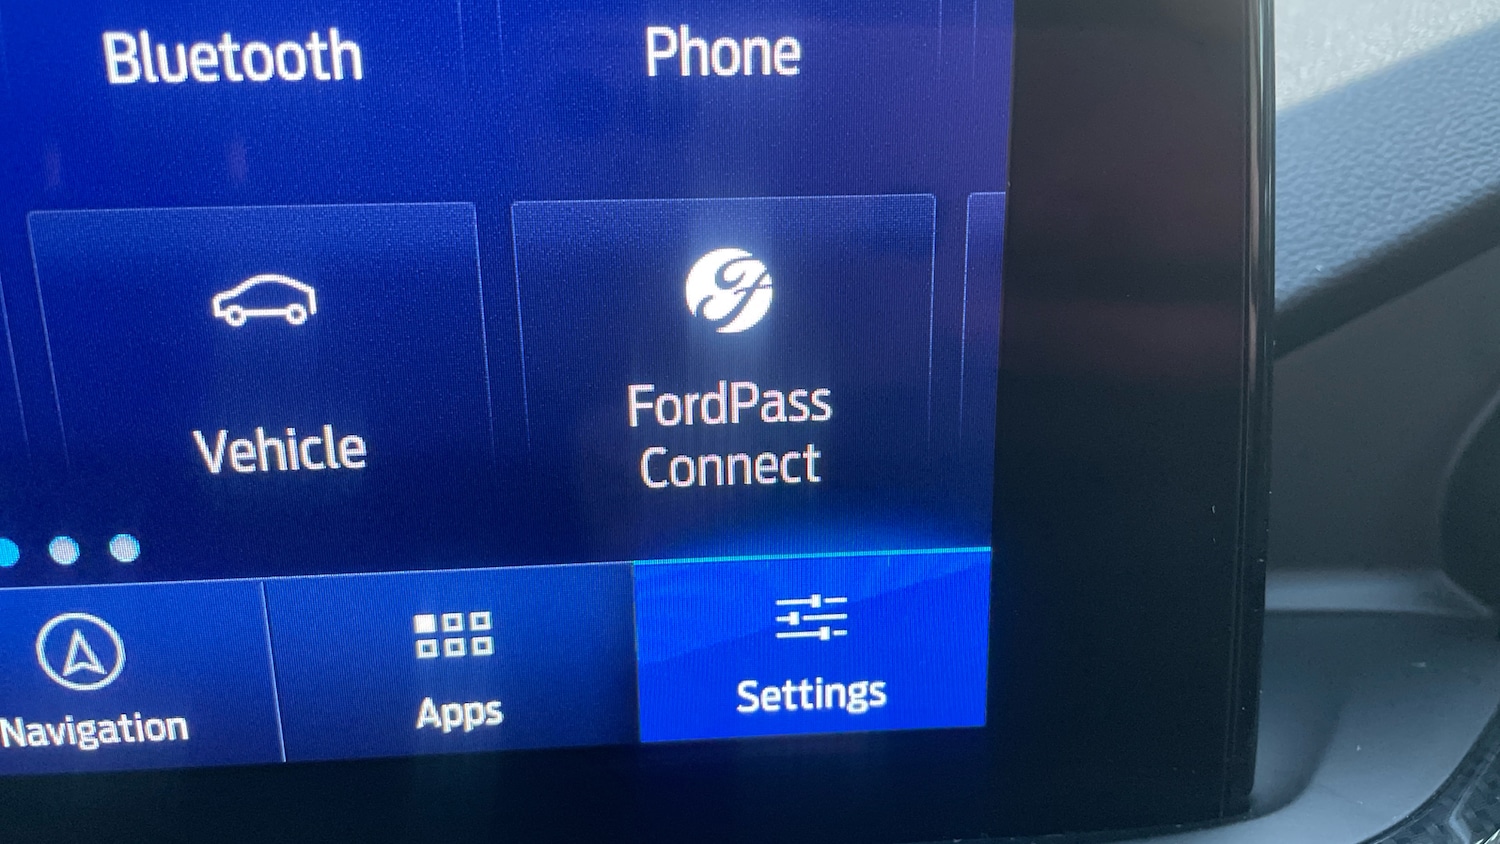 Bluetooth
Phone
Vehicle
FordPass
Connect
Navigation
Apps
Settings